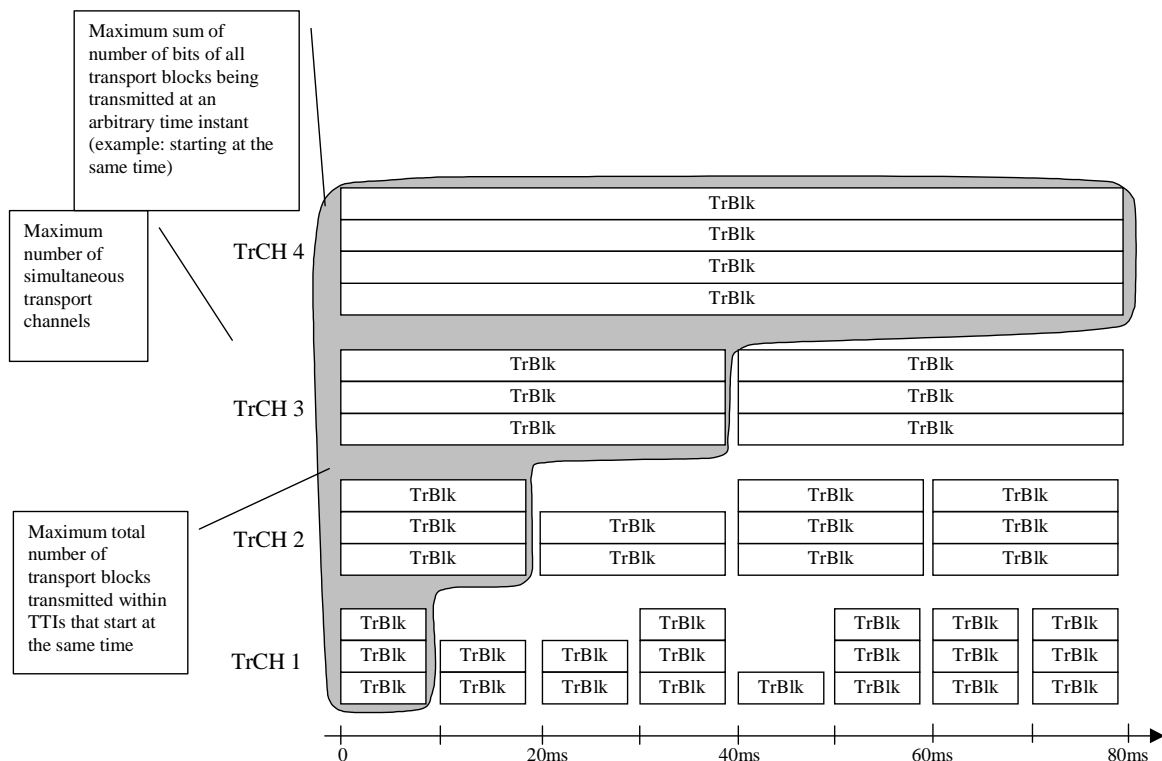 Maximum sum of
number of bits of all
transport blocks being
transmitted at an
arbitrary time instant
(example: starting at the
same time)
Maximum
number of
simultaneous
transport
channels
TrCH 4
TrBlk
TrBlk
TrBlk
TrBlk
TrCH 3
TrBlk TrBlk
TrBlk TrBlk
TrBlk TrBlk
Maximum total
number of
transport blocks
transmitted within
TTIs that start at
the same time
TrCH 2
TrBlk TrBlk TrBlk
TrBlk TrBlk TrBlk TrBlk
TrBlk TrBlk TrBlk TrBlk
TrCH 1
TrBlk TrBlk TrBlk TrBlk TrBlk
TrBlk TrBlk TrBlk TrBlk TrBlk TrBlk TrBlk
TrBlk TrBlk TrBlk TrBlk TrBlk TrBlk TrBlk TrBlk
0 20ms 40ms 60ms 80ms